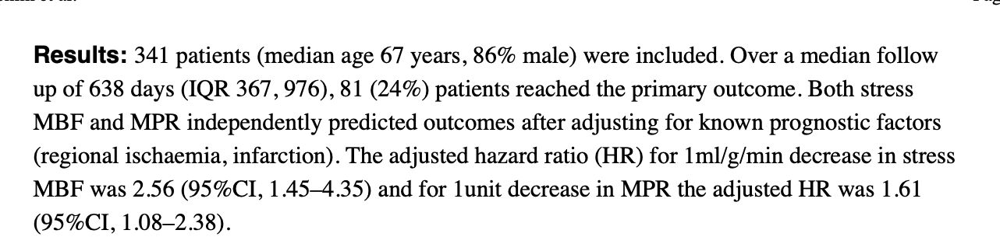 Results: 341 patients (median age 67 years, 86% male) were included. Over a median follow
up of 638 days (IQR 367, 976), 81 (24%) patients reached the primary outcome. Both stress
MBF and MPR independently predicted outcomes after adjusting for known prognostic factors
(regional ischaemia, infarction). The adjusted hazard ratio (HR) for 1ml/g/min decrease in stress
MBF was 2.56 (95%CI, 1.45–4.35) and for 1unit decrease in MPR the adjusted HR was 1.61
(95%CI, 1.08–2.38).